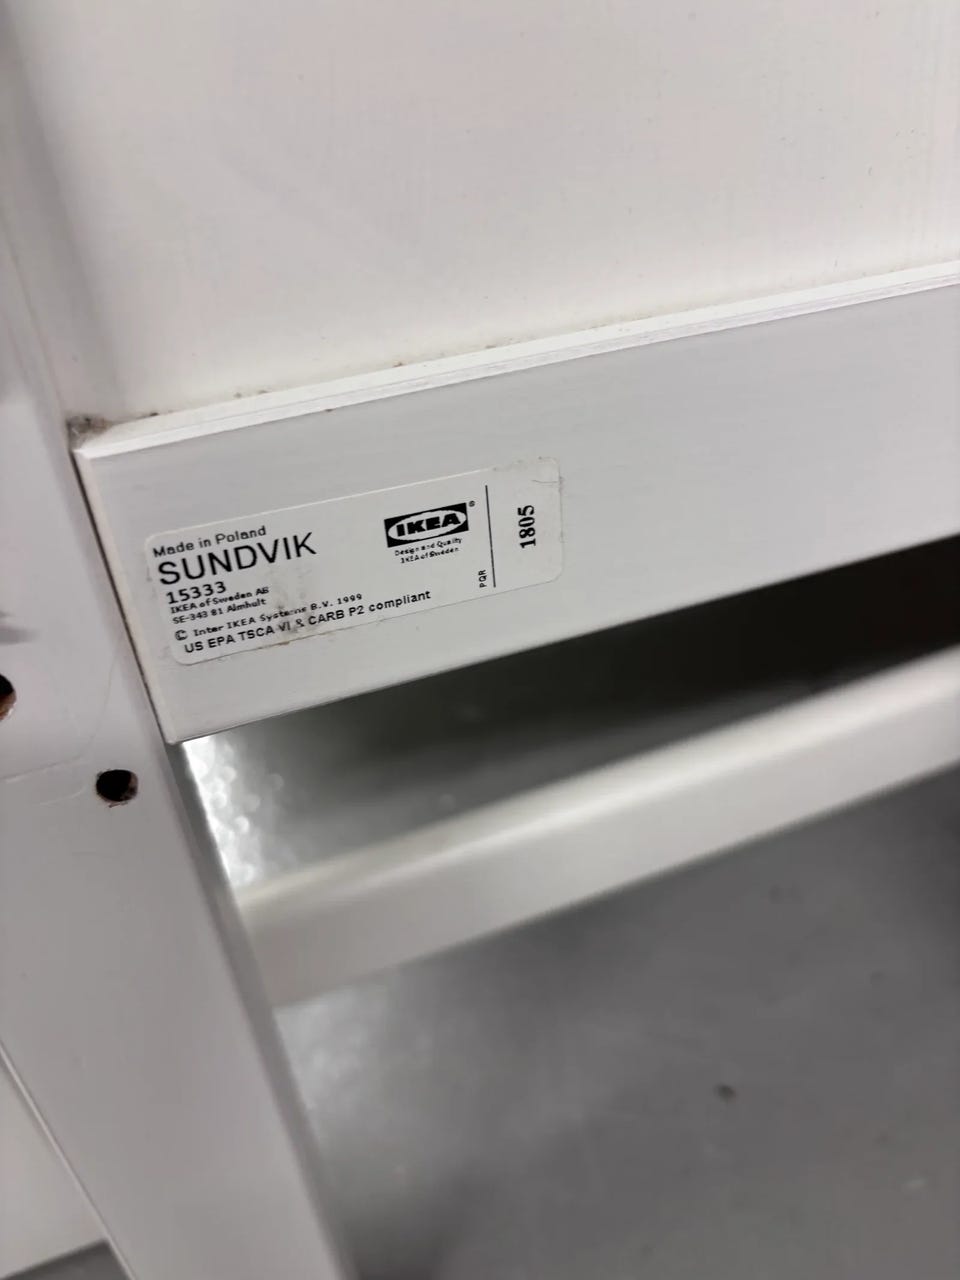 Made in Poland
SUNDVIK
15333
IKEA of Sweden AB
SE-343 81 Älmhult
© Inter IKEA Systems B.V. 1999
US EPA TSCA VI & CARB P2 compliant
IKEA®
Design and Quality
IKEA of Sweden
PQR
1805